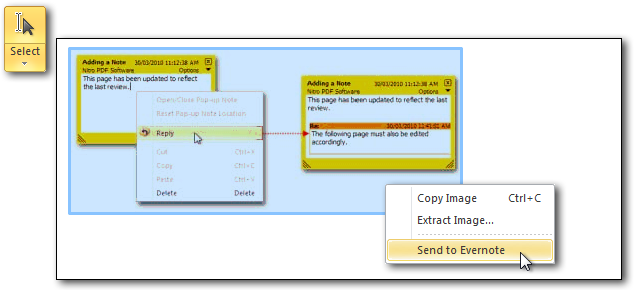 Select
Adding a Note 30/03/2010 11:12:38 AM
Nitro PDF Software Options
This page has been updated to reflect
the last review.
Open/Close Pop-up Note
Reset Pop-up Note Location
Reply
Cut Ctrl+X
Copy Ctrl+C
Paste Ctrl+V
Delete Delete
Adding a Note 30/03/2010 11:12:38 AM
Nitro PDF Software Options
This page has been updated to reflect the last
review.
Re: 30/03/2010 11:41:01 AM
The following page must also be edited
accordingly.
Copy Image Ctrl+C
Extract Image...
Send to Evernote